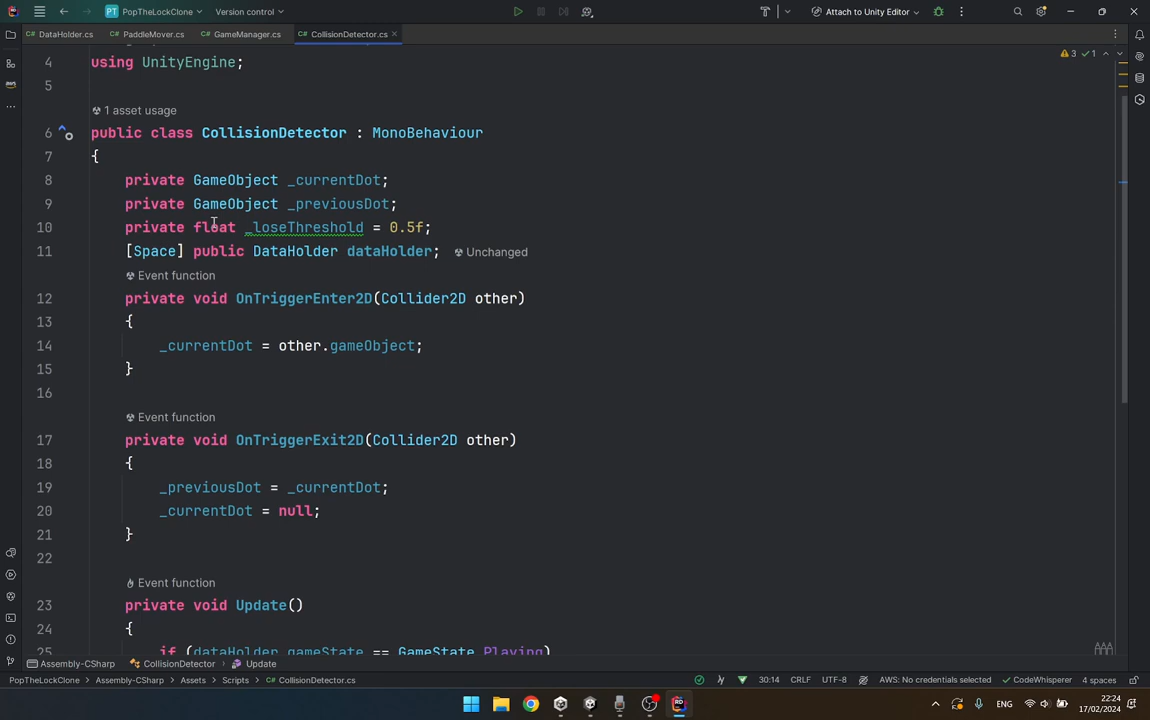 PT PopTheLockClone Version control Attach to Unity Editor
DataHolder.cs PaddleMover.cs GameManager.cs CollisionDetector.cs
4 using UnityEngine;
3 1
5
1 asset usage
6 public class CollisionDetector : MonoBehaviour
7 {
8 private GameObject _currentDot;
9 private GameObject _previousDot;
10 private float _loseThreshold = 0.5f;
11 [Space] public DataHolder dataHolder; Unchanged
Event function
12 private void OnTriggerEnter2D(Collider2D other)
13 {
14 _currentDot = other.gameObject;
15 }
16
Event function
17 private void OnTriggerExit2D(Collider2D other)
18 {
19 _previousDot = _currentDot;
20 _currentDot = null;
21 }
22
Event function
23 private void Update()
24 {
25 if (dataHolder.gameState == GameState.Playing)
Assembly-CSharp CollisionDetector Update
PopTheLockClone Assembly-CSharp Assets Scripts CollisionDetector.cs 30:14 CRLF UTF-8 AWS: No credentials selected CodeWhisperer 4 spaces
RD ENG 22:24
17/02/2024